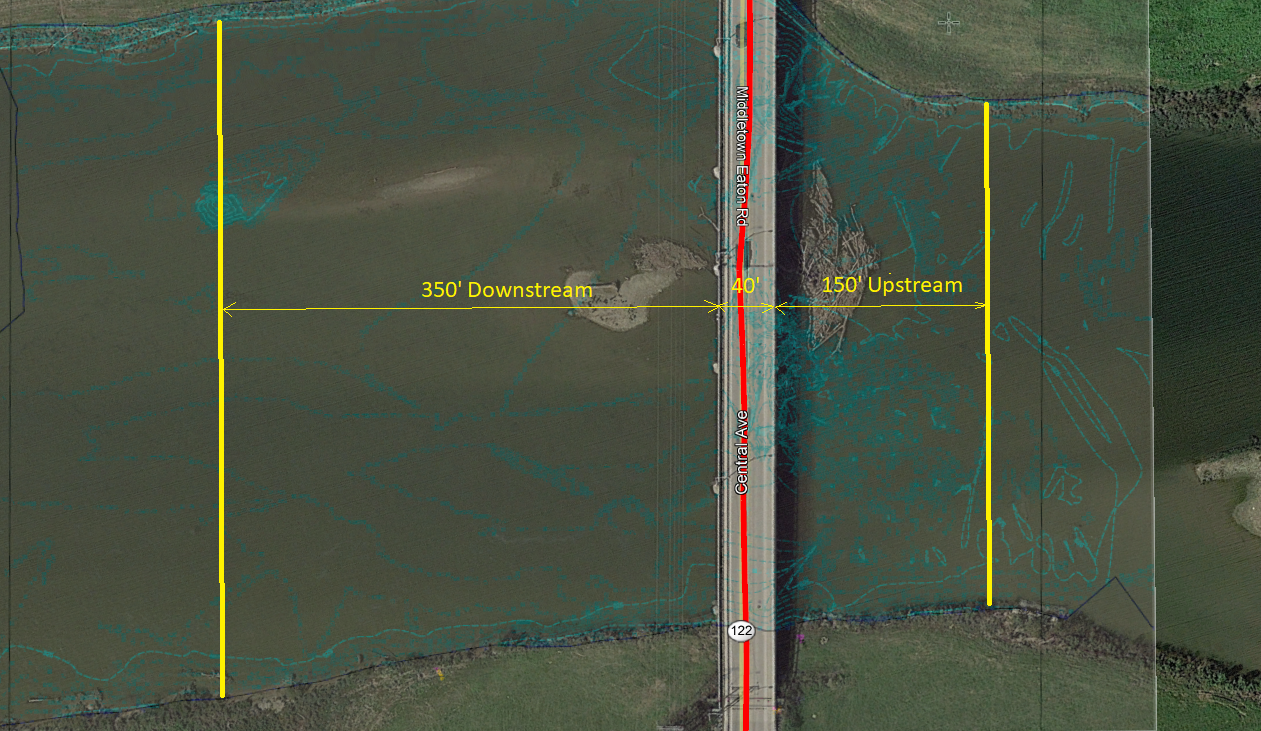 Middletown Eaton Rd
350' Downstream
40'
150' Upstream
Central Ave
122